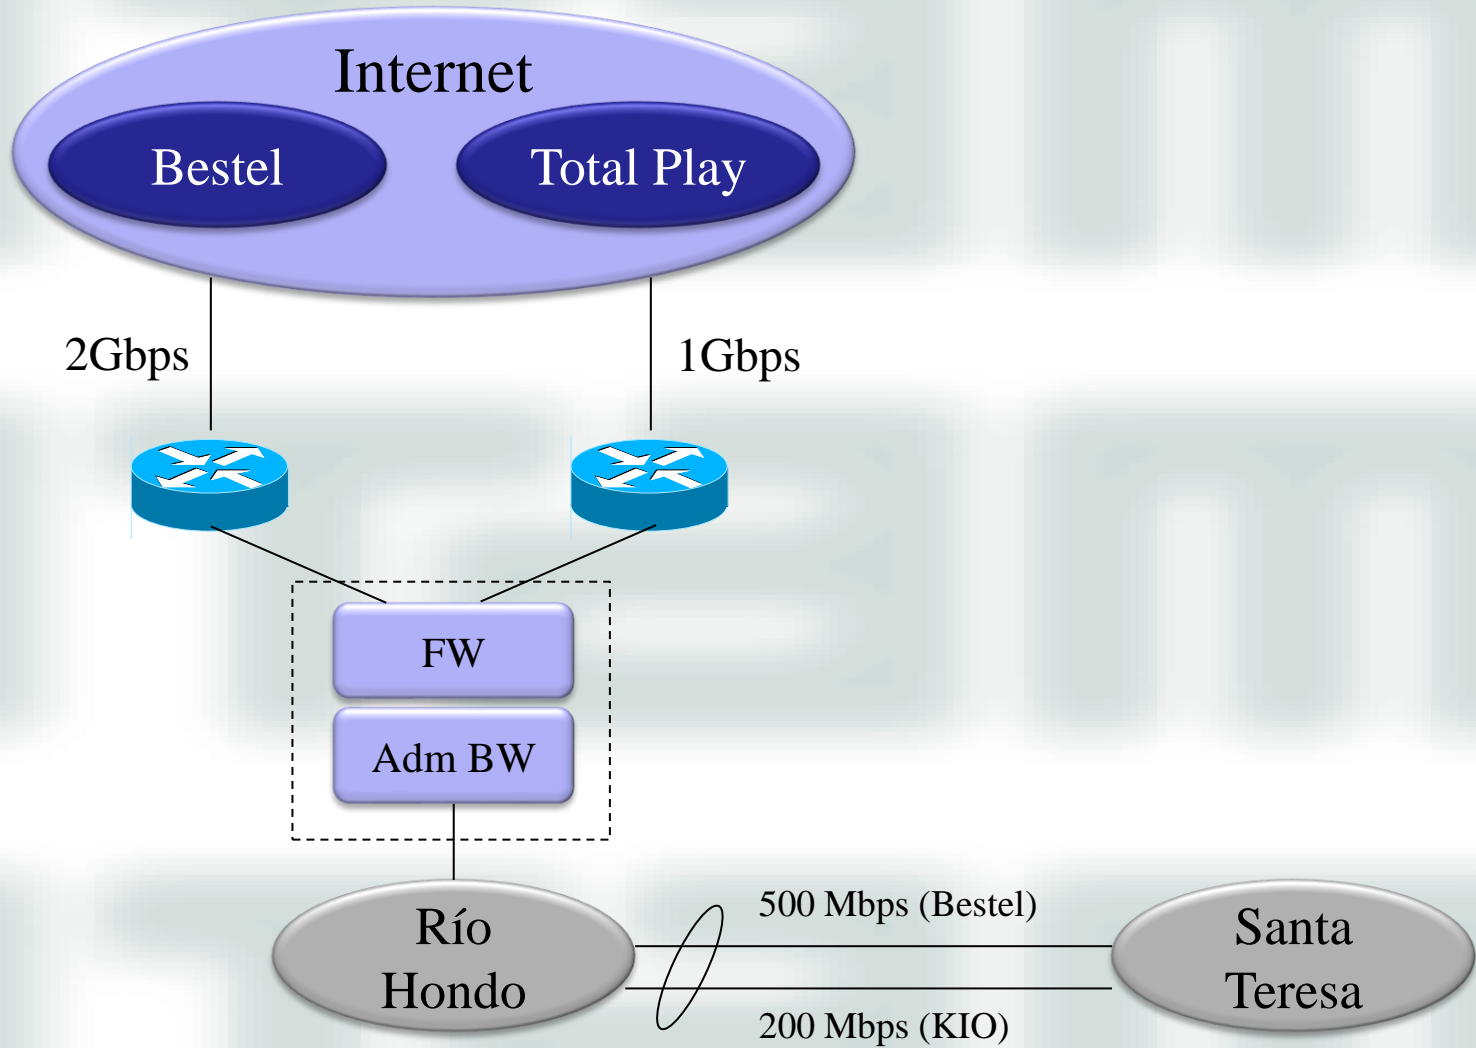 Internet
Bestel
Total Play
2Gbps
1Gbps
FW
Adm BW
Río
Hondo
500 Mbps (Bestel)
200 Mbps (KIO)
Santa
Teresa